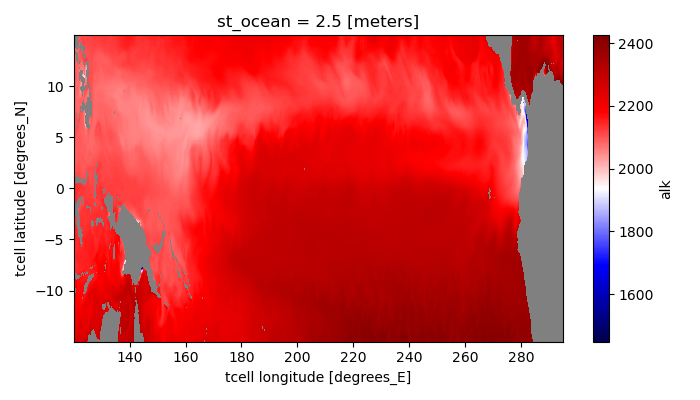 st_ocean = 2.5 [meters]
10
5
0
−5
−10
tcell latitude [degrees_N]
140 160 180 200 220 240 260 280
tcell longitude [degrees_E]
2400
2200
2000
1800
1600
alk